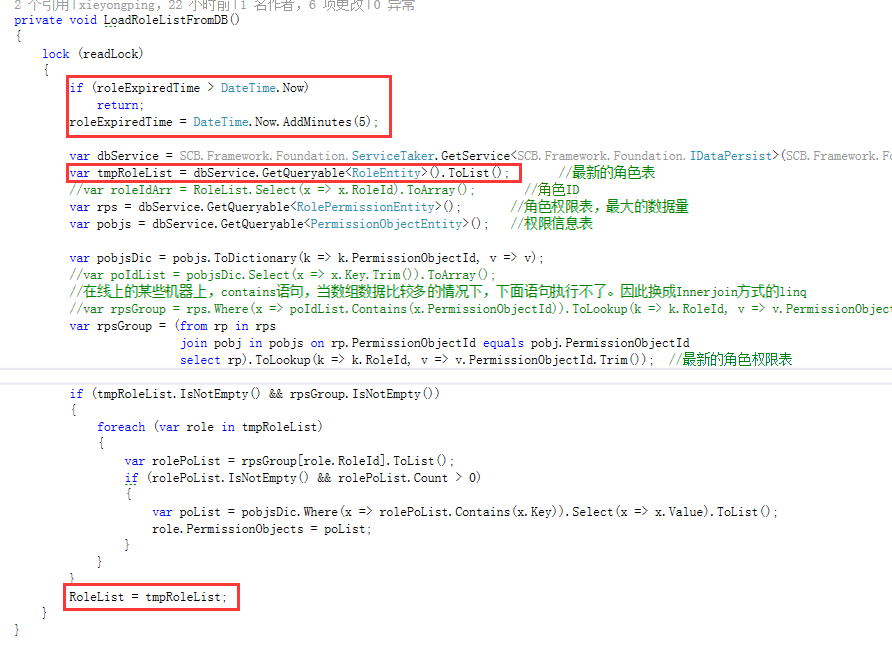 2 个引用|xieyongping，22 小时前|1 名作者，6 项更改|0 异常
private void LoadRoleListFromDB()
{
lock (readLock)
{
if (roleExpiredTime > DateTime.Now)
return;
roleExpiredTime = DateTime.Now.AddMinutes(5);
var dbService = SCB.Framework.Foundation.ServiceTaker.GetService<SCB.Framework.Foundation.IDataPersist>(SCB.Framework.Fo
var tmpRoleList = dbService.GetQueryable<RoleEntity>().ToList(); //最新的角色表
//var roleIdArr = RoleList.Select(x => x.RoleId).ToArray(); //角色ID
var rps = dbService.GetQueryable<RolePermissionEntity>(); //角色权限表，最大的数据量
var pobjs = dbService.GetQueryable<PermissionObjectEntity>(); //权限信息表
var pobjsDic = pobjs.ToDictionary(k => k.PermissionObjectId, v => v);
//var poIdList = pobjsDic.Select(x => x.Key.Trim()).ToArray();
//在线上的某些机器上，contains语句，当数组数据比较多的情况下，下面语句执行不了。因此换成Innerjoin方式的linq
//var rpsGroup = rps.Where(x => poIdList.Contains(x.PermissionObjectId)).ToLookup(k => k.RoleId, v => v.PermissionObject
var rpsGroup = (from rp in rps
join pobj in pobjs on rp.PermissionObjectId equals pobj.PermissionObjectId
select rp).ToLookup(k => k.RoleId, v => v.PermissionObjectId.Trim()); //最新的角色权限表
if (tmpRoleList.IsNotEmpty() && rpsGroup.IsNotEmpty())
{
foreach (var role in tmpRoleList)
{
var rolePoList = rpsGroup[role.RoleId].ToList();
if (rolePoList.IsNotEmpty() && rolePoList.Count > 0)
{
var poList = pobjsDic.Where(x => rolePoList.Contains(x.Key)).Select(x => x.Value).ToList();
role.PermissionObjects = poList;
}
}
}
RoleList = tmpRoleList;
}
}